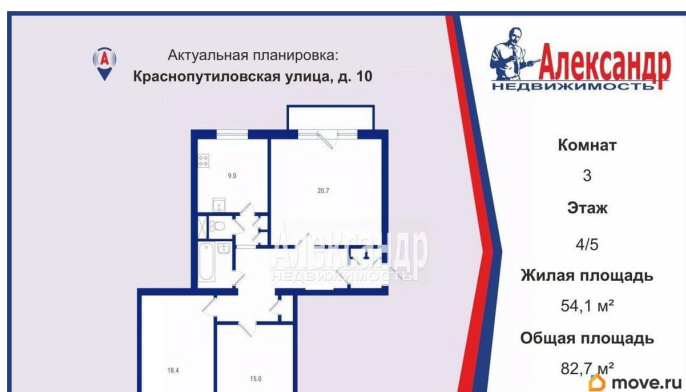 Актуальная планировка:
Краснопутиловская улица, д. 10
Александр
НЕДВИЖИМОСТЬ
Комнат
3
Этаж
4/5
Жилая площадь
54,1 м²
Общая площадь
82,7 м²
9.0
20.7
Александр
НЕДВИЖИМОСТЬ
1
18.4
15.0
move.ru